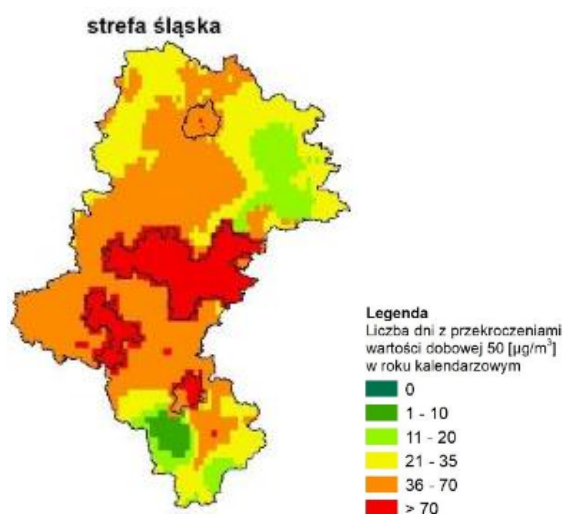 strefa śląska
Legenda
Liczba dni z przekroczeniami
wartości dobowej 50 [µg/m³]
w roku kalendarzowym
0
1 - 10
11 - 20
21 - 35
36 - 70
> 70